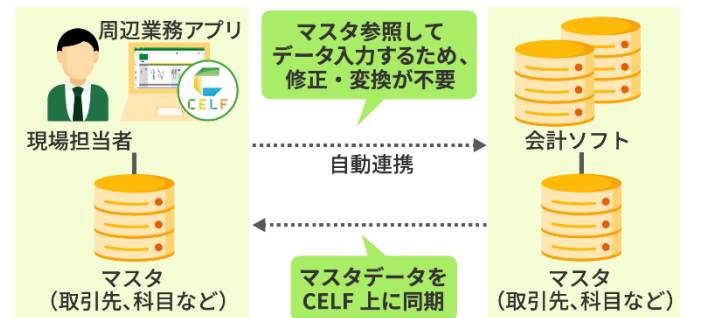 周辺業務アプリ
CELF
現場担当者
マスタ
（取引先、科目など）
マスタ参照して
データ入力するため、
修正・変換が不要
自動連携
マスタデータを
CELF 上に同期
会計ソフト
マスタ
（取引先、科目など）